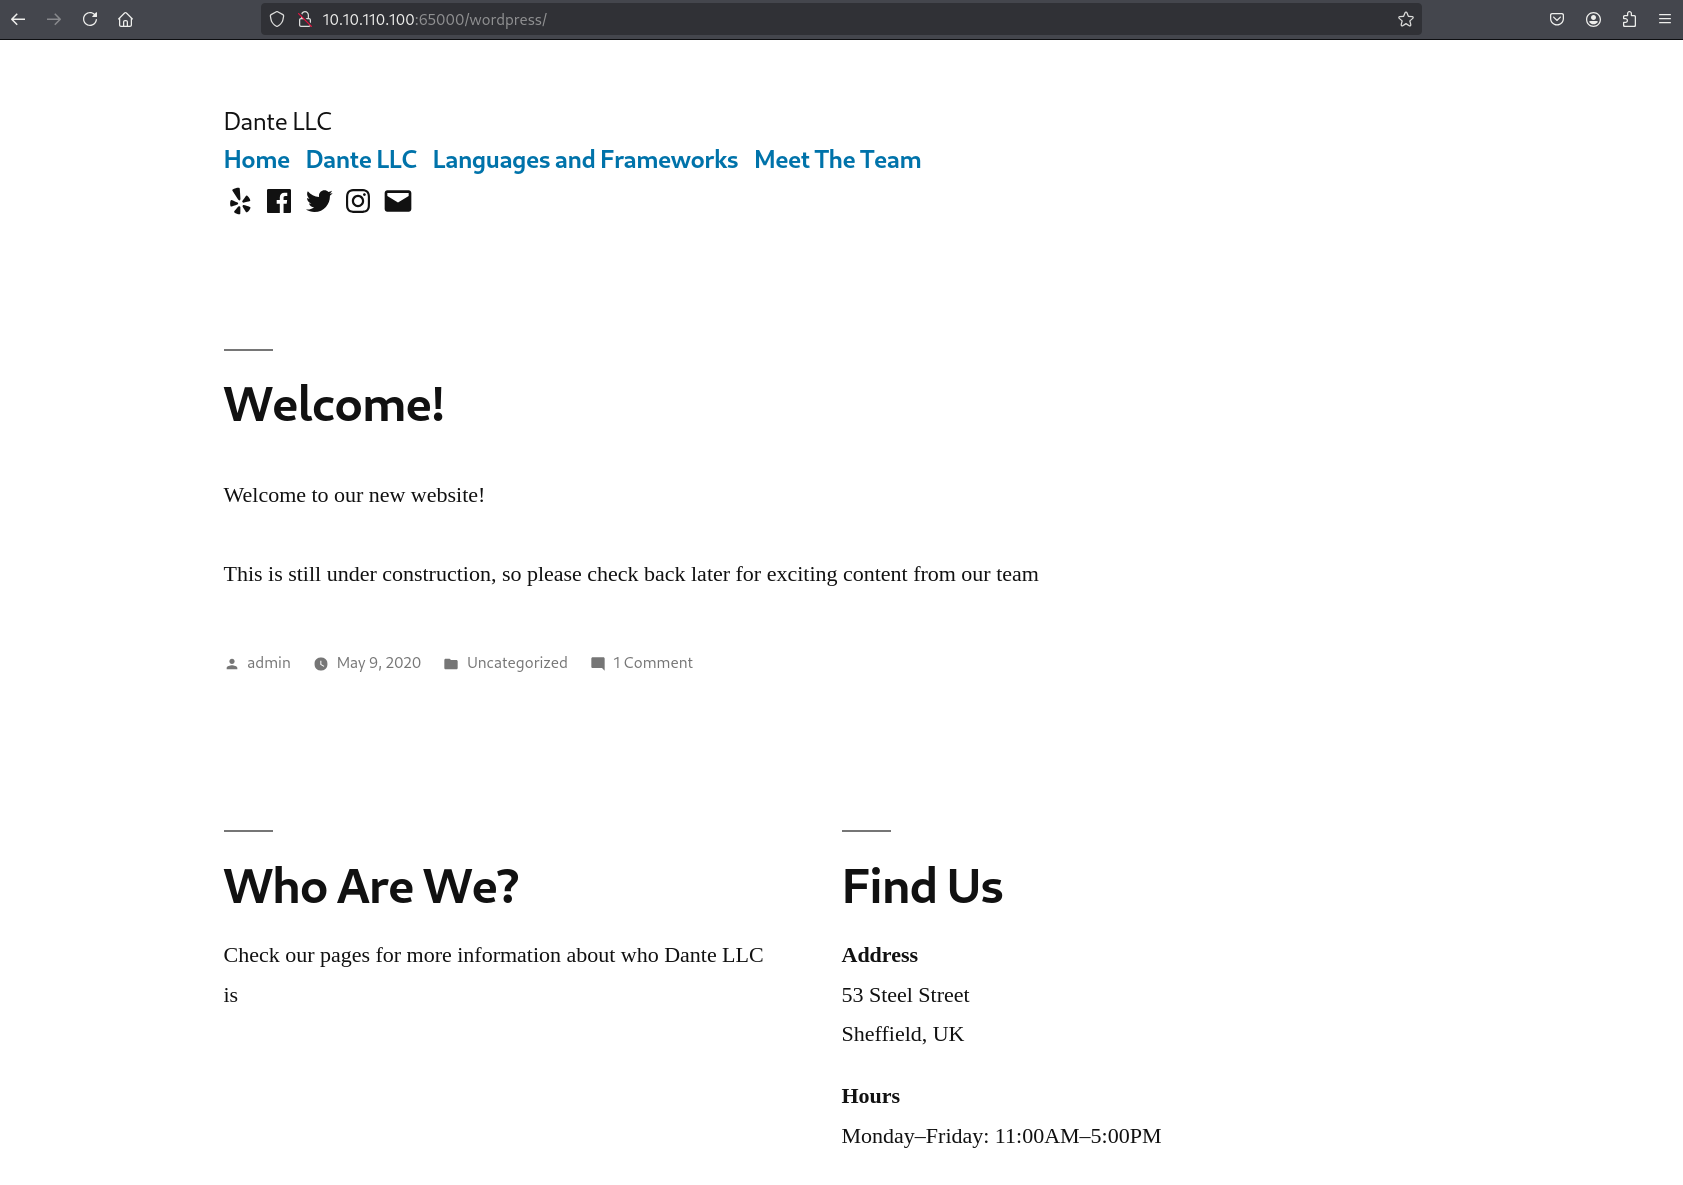 10.10.110.100:65000/wordpress/
Dante LLC
Home Dante LLC Languages and Frameworks Meet The Team
Welcome!
Welcome to our new website!
This is still under construction, so please check back later for exciting content from our team
admin May 9, 2020 Uncategorized 1 Comment
Who Are We?
Check our pages for more information about who Dante LLC
is
Find Us
Address
53 Steel Street
Sheffield, UK
Hours
Monday–Friday: 11:00AM–5:00PM